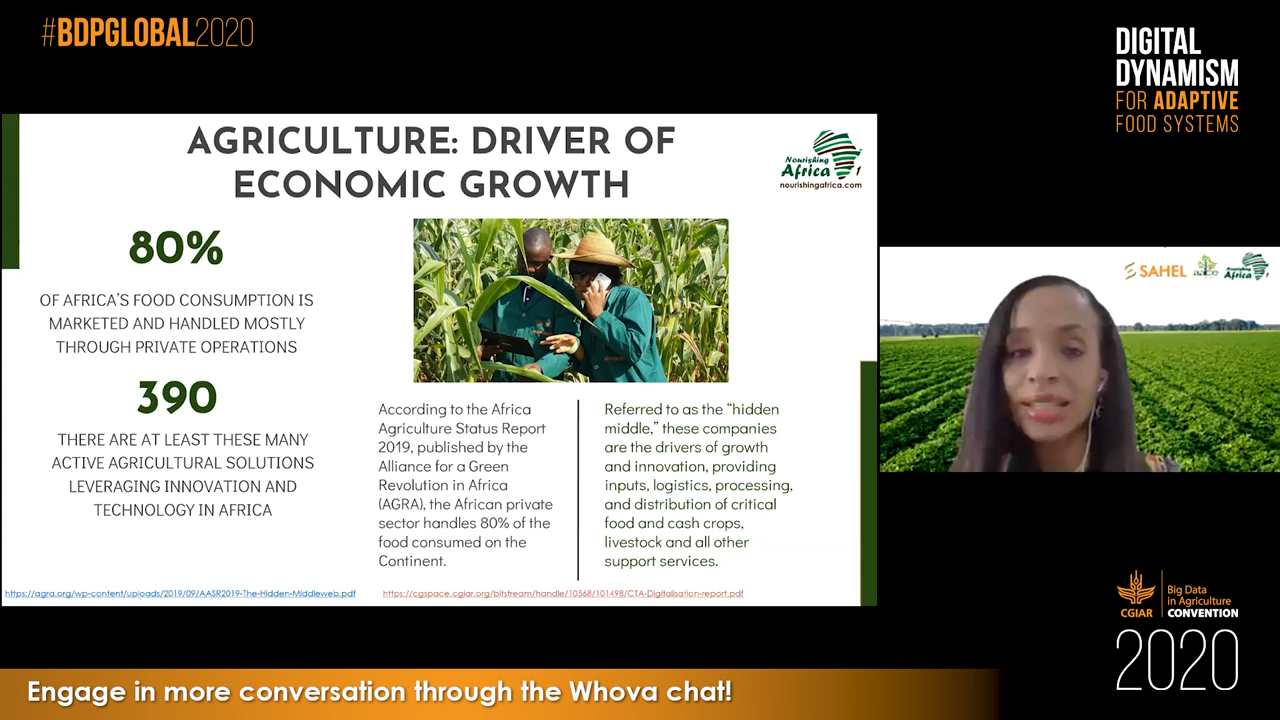 #BDPGLOBAL2020
DIGITAL
DYNAMISM
FOR ADAPTIVE
FOOD SYSTEMS
AGRICULTURE: DRIVER OF
ECONOMIC GROWTH
Nourishing
Africa
nourishingafrica.com
80%
OF AFRICA'S FOOD CONSUMPTION IS
MARKETED AND HANDLED MOSTLY
THROUGH PRIVATE OPERATIONS
390
THERE ARE AT LEAST THESE MANY
ACTIVE AGRICULTURAL SOLUTIONS
LEVERAGING INNOVATION AND
TECHNOLOGY IN AFRICA
According to the Africa
Agriculture Status Report
2019, published by the
Alliance for a Green
Revolution in Africa
(AGRA), the African private
sector handles 80% of the
food consumed on the
Continent.
Referred to as the “hidden
middle,” these companies
are the drivers of growth
and innovation, providing
inputs, logistics, processing,
and distribution of critical
food and cash crops,
livestock and all other
support services.
https://agra.org/wp-content/uploads/2019/09/AASR2019-The-Hidden-Middleweb.pdf
https://cgspace.cgiar.org/bitstream/handle/10568/101498/CTA-Digitalisation-report.pdf
SAHEL
Nourishing
Africa
CGIAR
Big Data
in Agriculture
CONVENTION
2020
Engage in more conversation through the Whova chat!